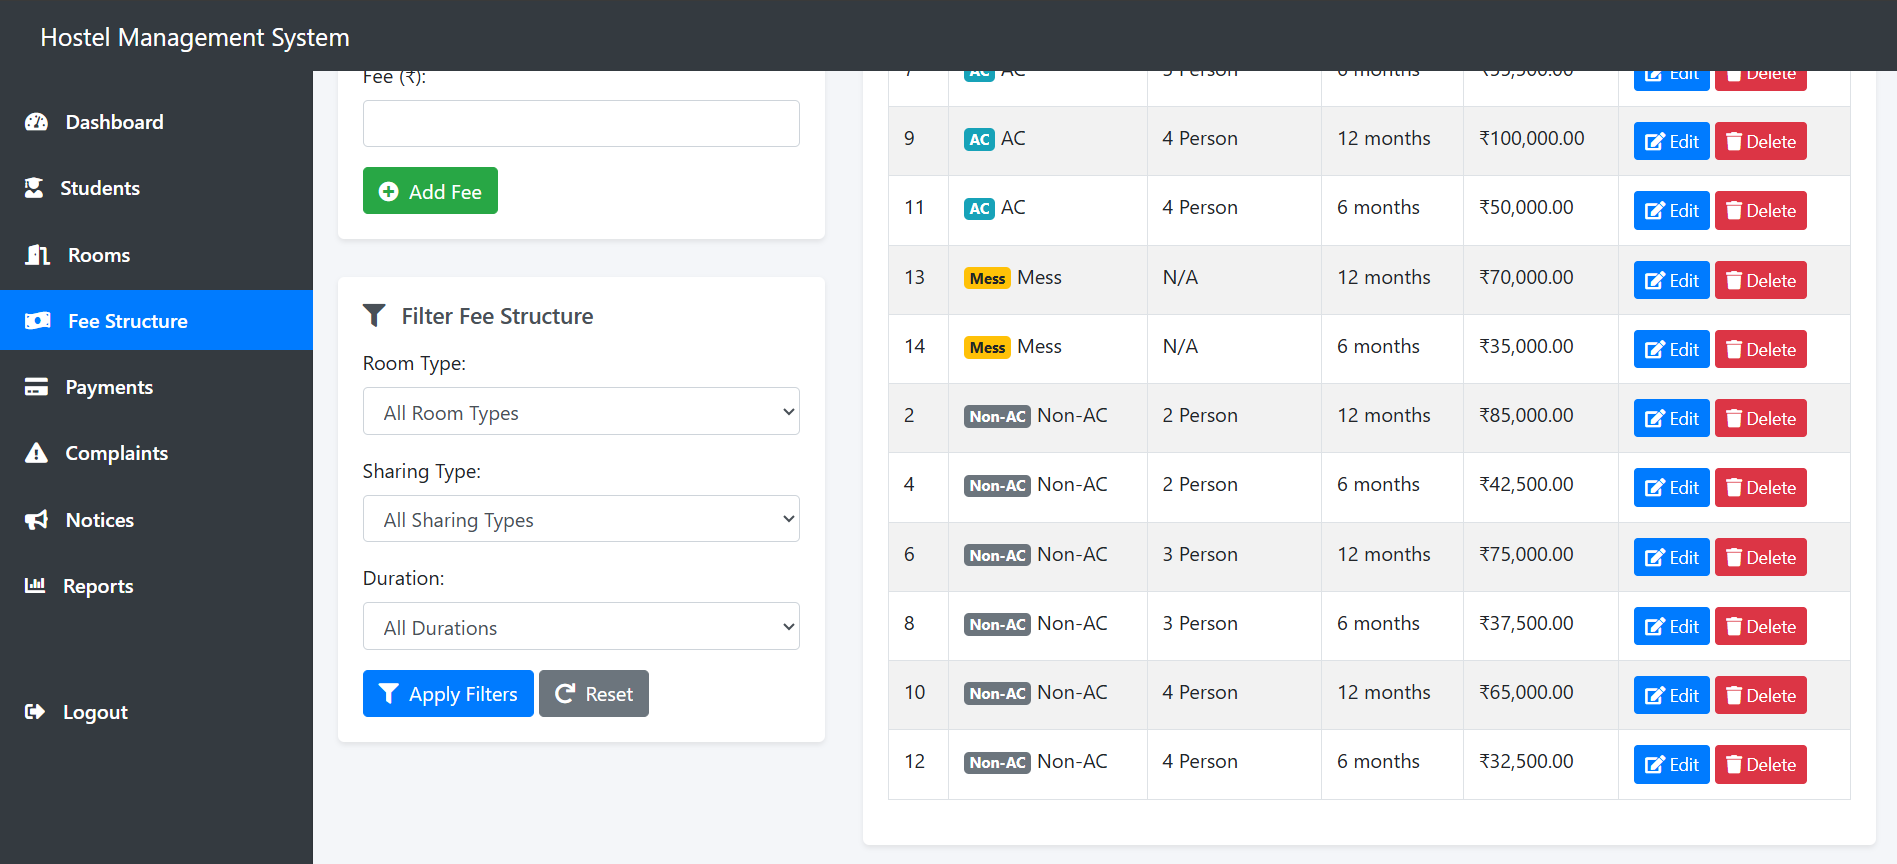 Hostel Management System
Dashboard
Students
Rooms
Fee Structure
Payments
Complaints
Notices
Reports
Logout
Fee (₹):
Add Fee
Filter Fee Structure
Room Type:
All Room Types
Sharing Type:
All Sharing Types
Duration:
All Durations
Apply Filters Reset
AC AC 3 Person 6 months Edit Delete
9 AC AC 4 Person 12 months ₹100,000.00 Edit Delete
11 AC AC 4 Person 6 months ₹50,000.00 Edit Delete
13 Mess Mess N/A 12 months ₹70,000.00 Edit Delete
14 Mess Mess N/A 6 months ₹35,000.00 Edit Delete
2 Non-AC Non-AC 2 Person 12 months ₹85,000.00 Edit Delete
4 Non-AC Non-AC 2 Person 6 months ₹42,500.00 Edit Delete
6 Non-AC Non-AC 3 Person 12 months ₹75,000.00 Edit Delete
8 Non-AC Non-AC 3 Person 6 months ₹37,500.00 Edit Delete
10 Non-AC Non-AC 4 Person 12 months ₹65,000.00 Edit Delete
12 Non-AC Non-AC 4 Person 6 months ₹32,500.00 Edit Delete